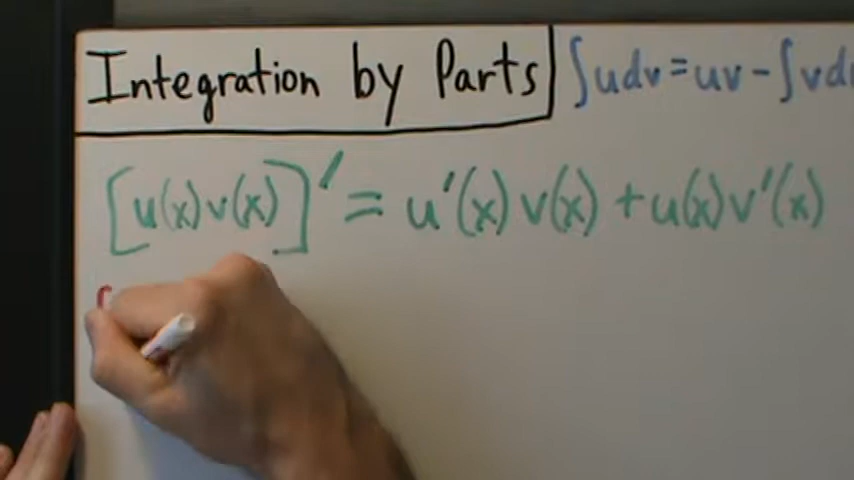 Integration by Parts ∫udv=uv-∫vd
[u(x)v(x)]′=u′(x)v(x)+u(x)v′(x)